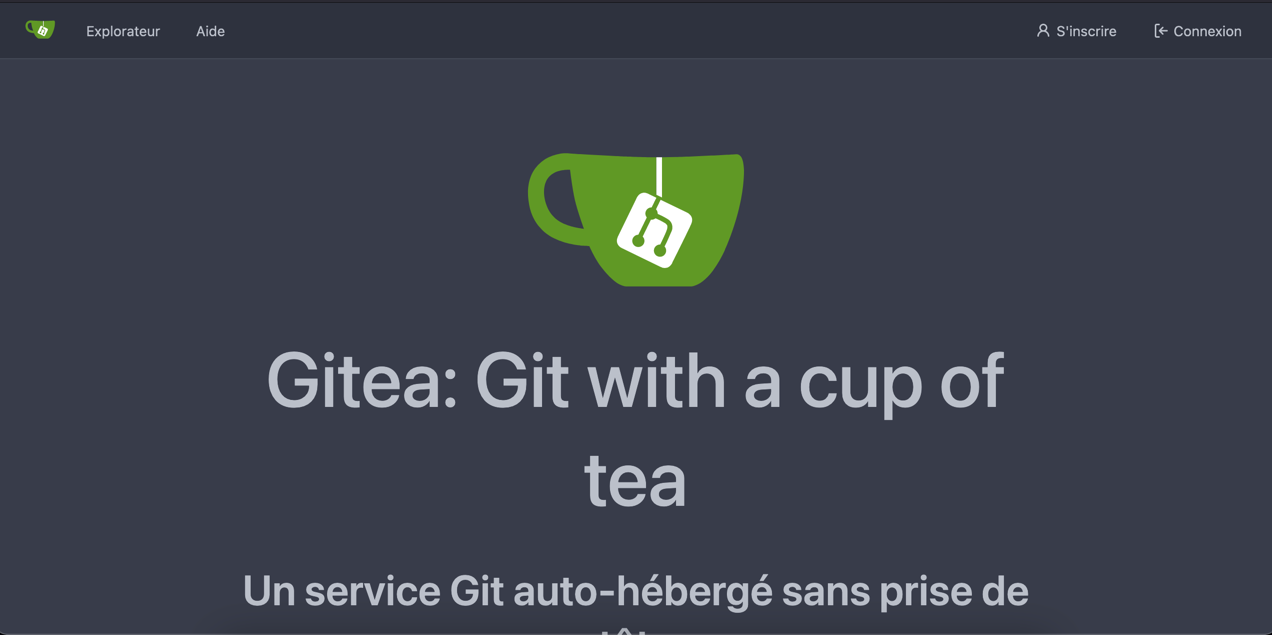 Explorateur Aide S'inscrire Connexion
Gitea: Git with a cup of
tea
Un service Git auto-hébergé sans prise de